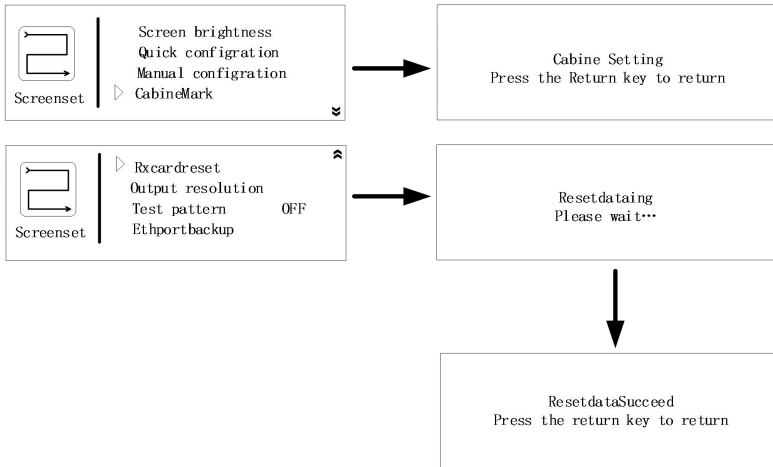 Screen brightness
Quick configration
Manual configration
CabineMark
Screenset
Cabine Setting
Press the Return key to return
Rxcardreset
Output resolution
Test pattern OFF
Ethportbackup
Screenset
Resetdataing
Please wait…
ResetdataSucceed
Press the return key to return